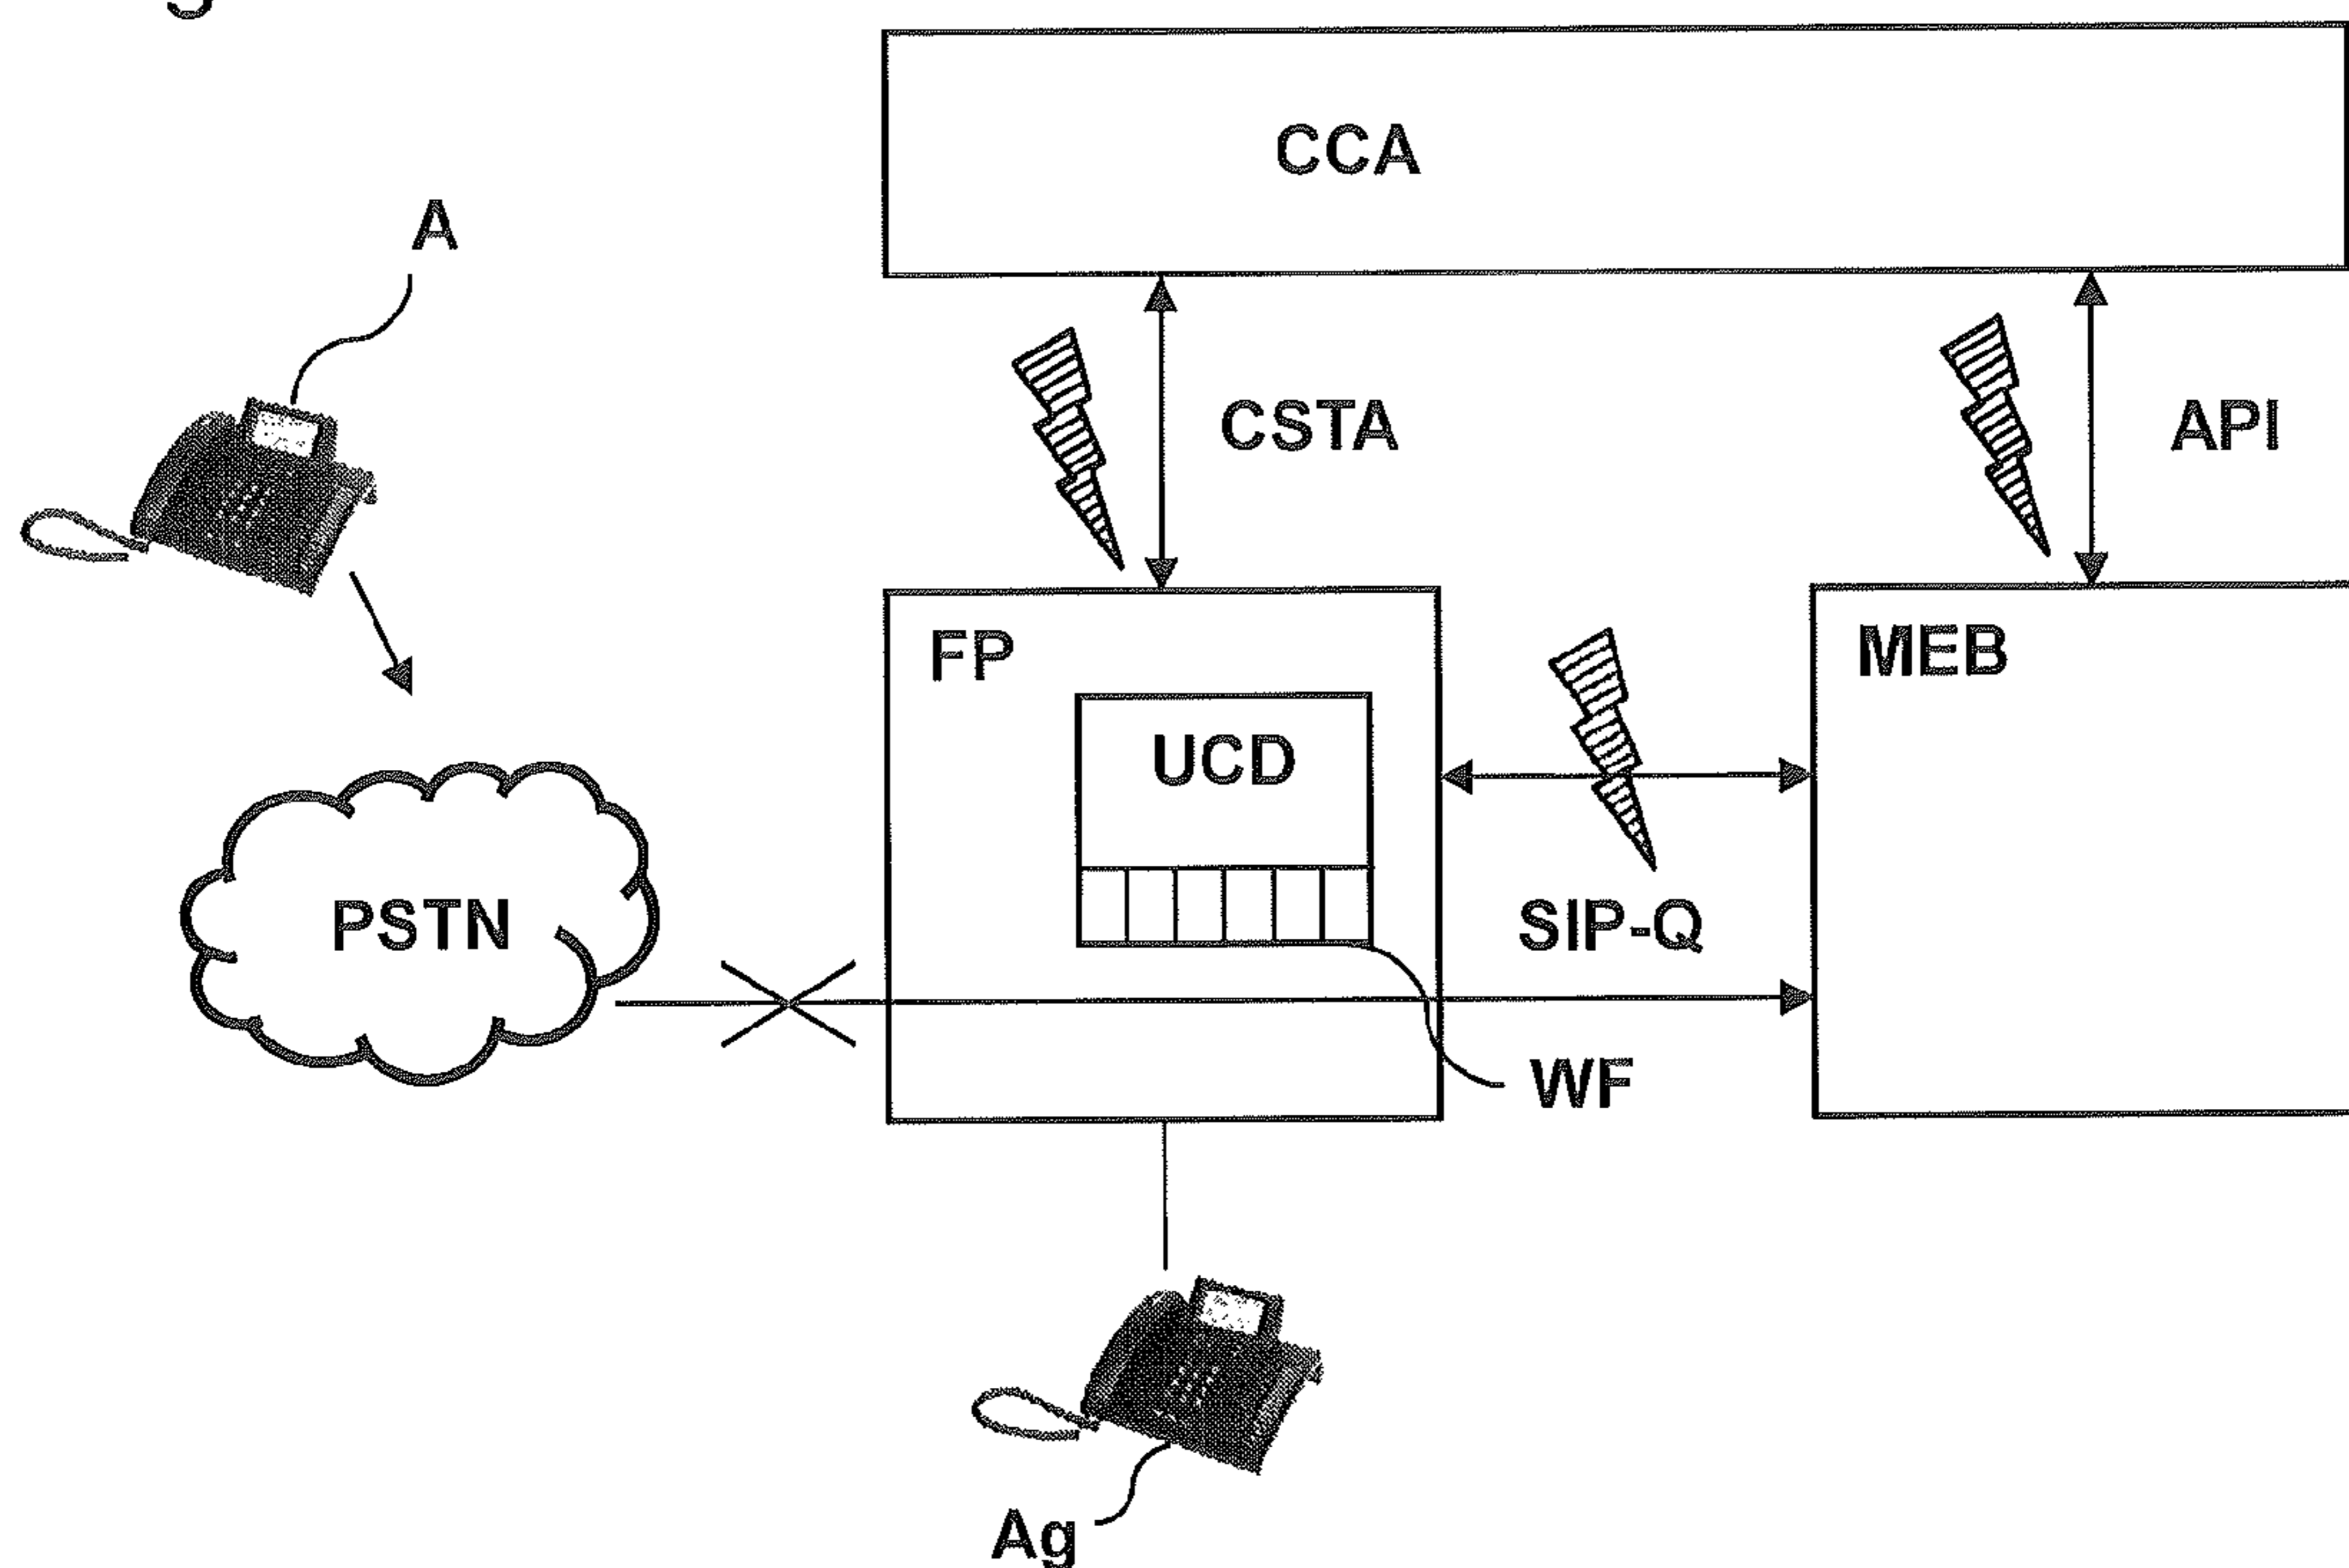 CCA
A
CSTA
API
FP
MEB
UCD
PSTN
SIP-Q
WF
Ag